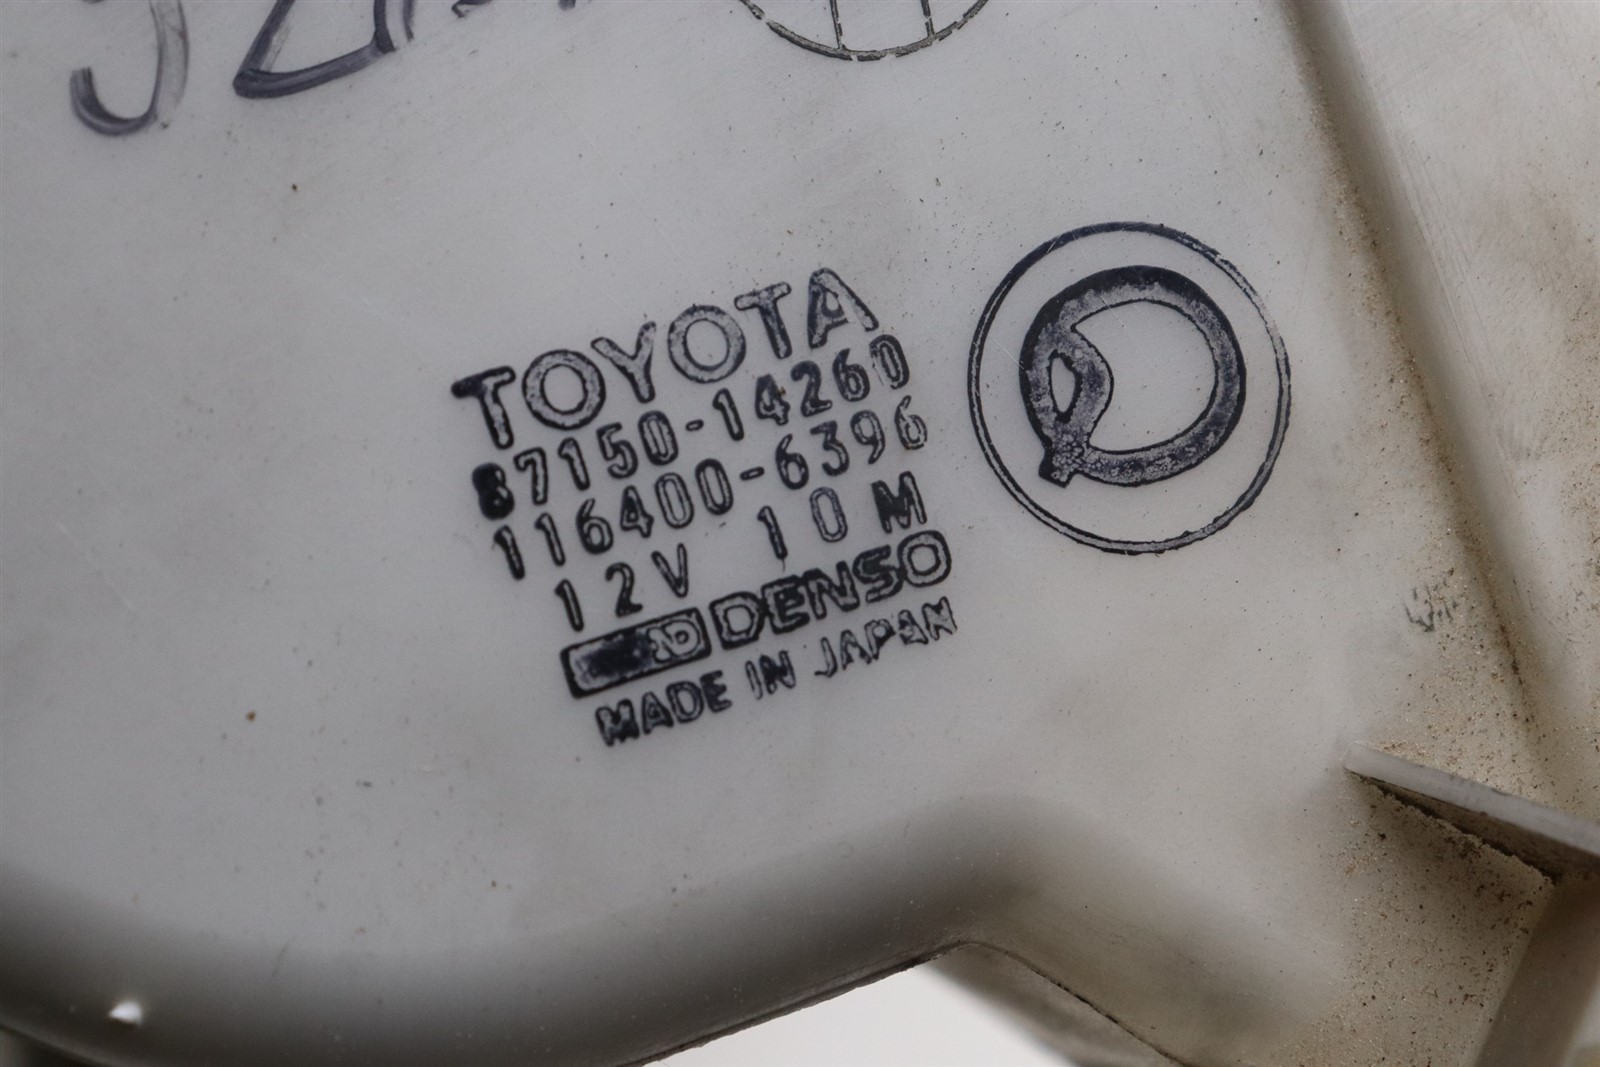 TOYOTA
87150-14260
116400-6396
12V 10M
DENSO
MADE IN JAPAN